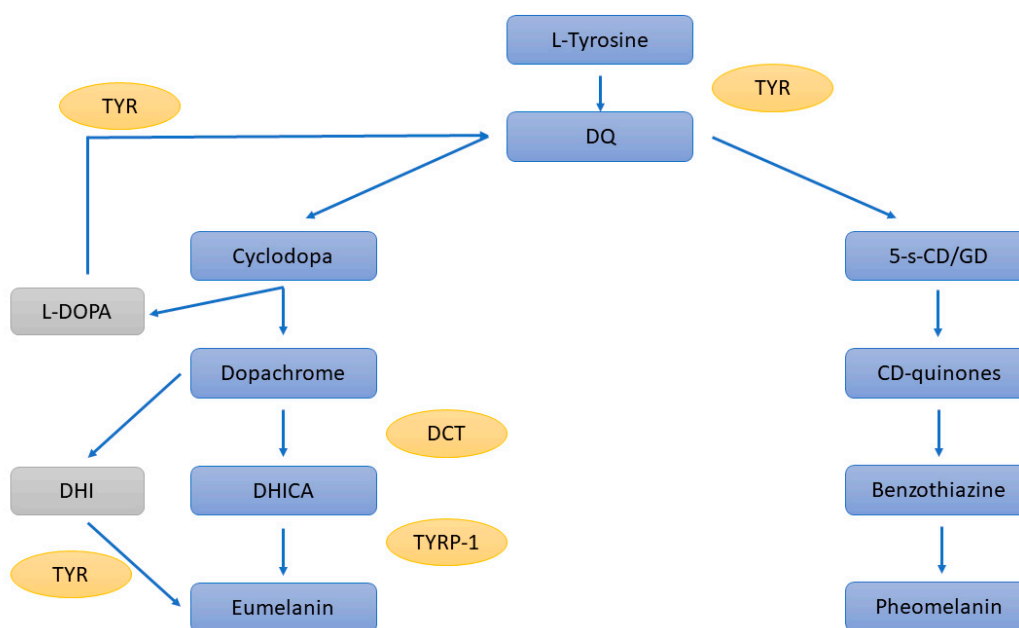 L-Tyrosine
TYR
TYR
DQ
Cyclodopa
5-s-CD/GD
L-DOPA
Dopachrome
CD-quinones
DCT
DHI
DHICA
Benzothiazine
TYRP-1
TYR
Eumelanin
Pheomelanin